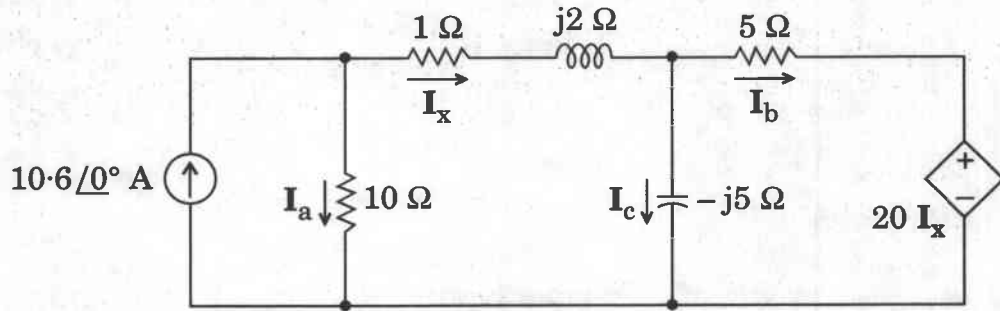 1 Ω
j2 Ω
5 Ω
I_x
I_b
10·6 /0° A
I_a
10 Ω
I_c
– j5 Ω
+
–
20 I_x